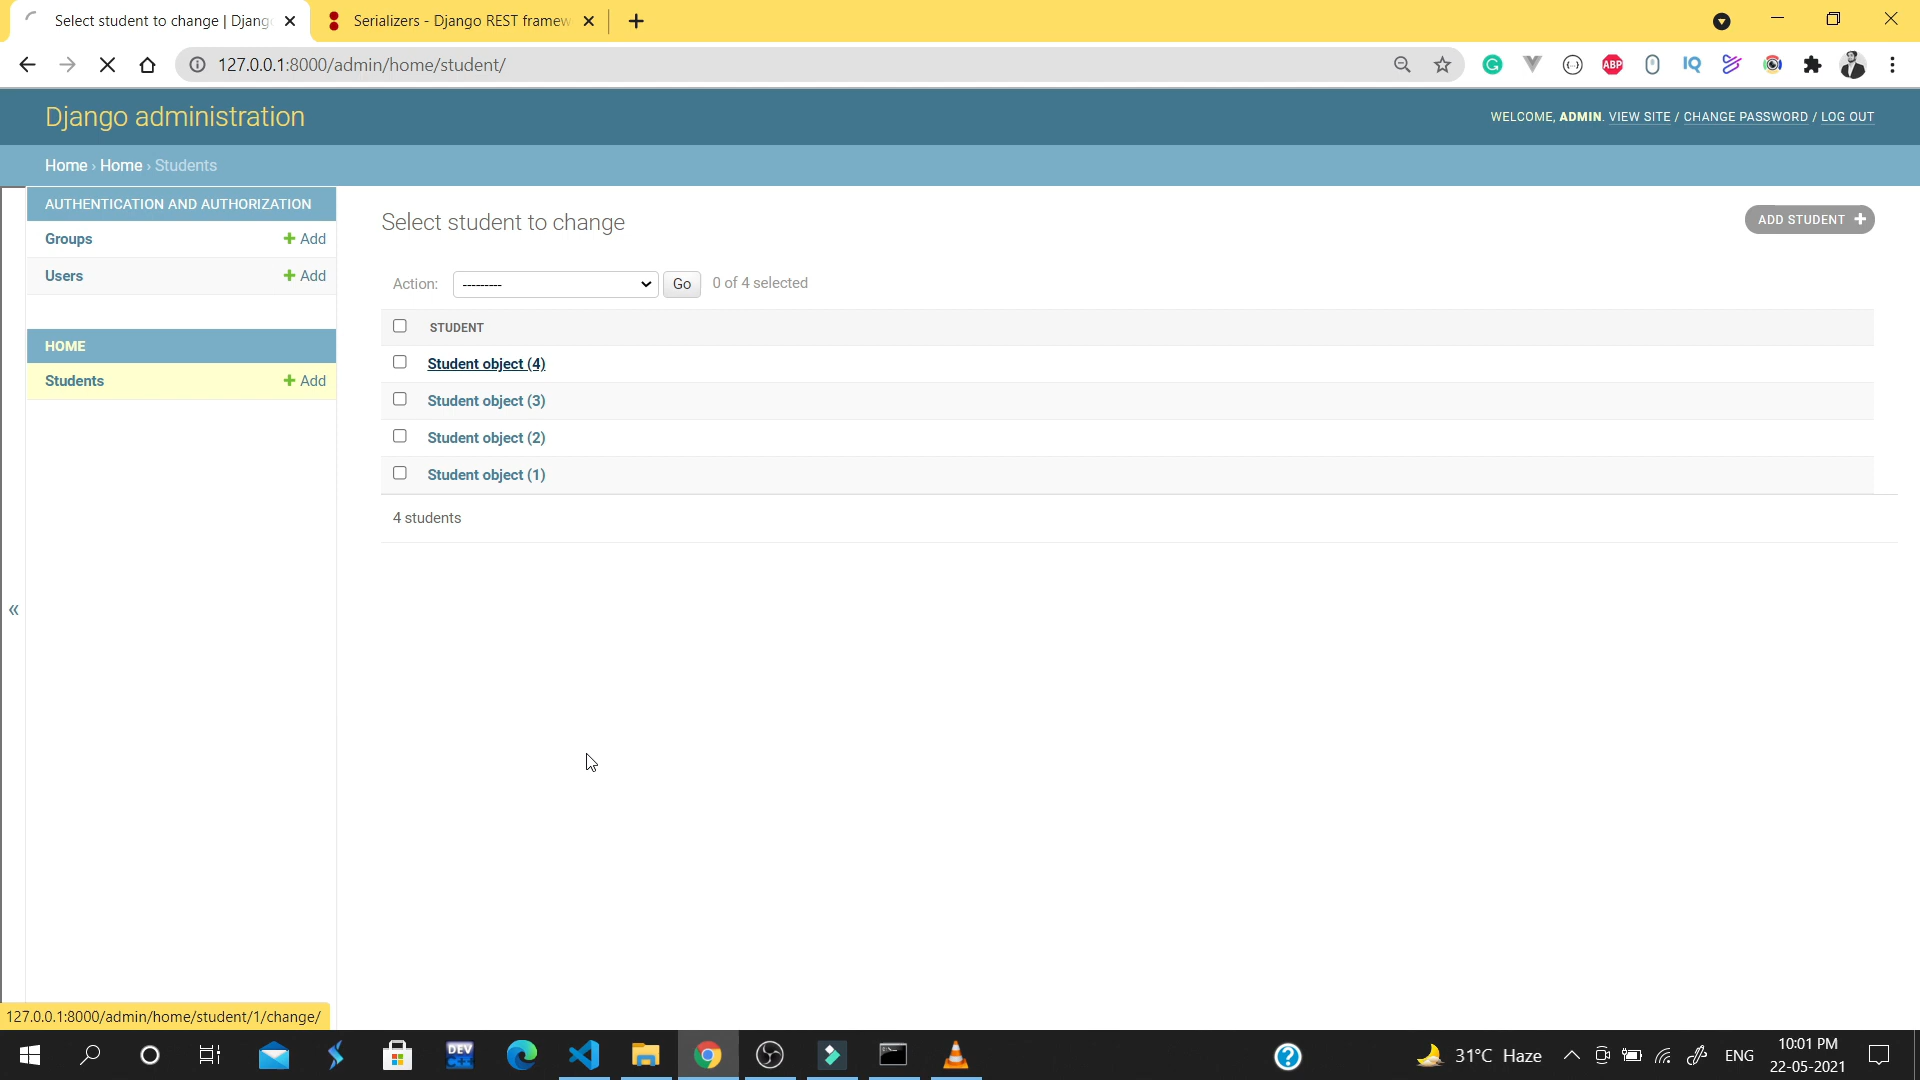 Select student to change | Djang
Serializers - Django REST framew
127.0.0.1:8000/admin/home/student/
ABP
IQ
Django administration
WELCOME, ADMIN. VIEW SITE / CHANGE PASSWORD / LOG OUT
Home › Home › Students
AUTHENTICATION AND AUTHORIZATION
Groups
Add
Users
Add
HOME
Students
Add
Select student to change
ADD STUDENT
Action:
---------
Go
0 of 4 selected
STUDENT
Student object (4)
Student object (3)
Student object (2)
Student object (1)
4 students
«
127.0.0.1:8000/admin/home/student/1/change/
DEV
31°C Haze
ENG
10:01 PM
22-05-2021